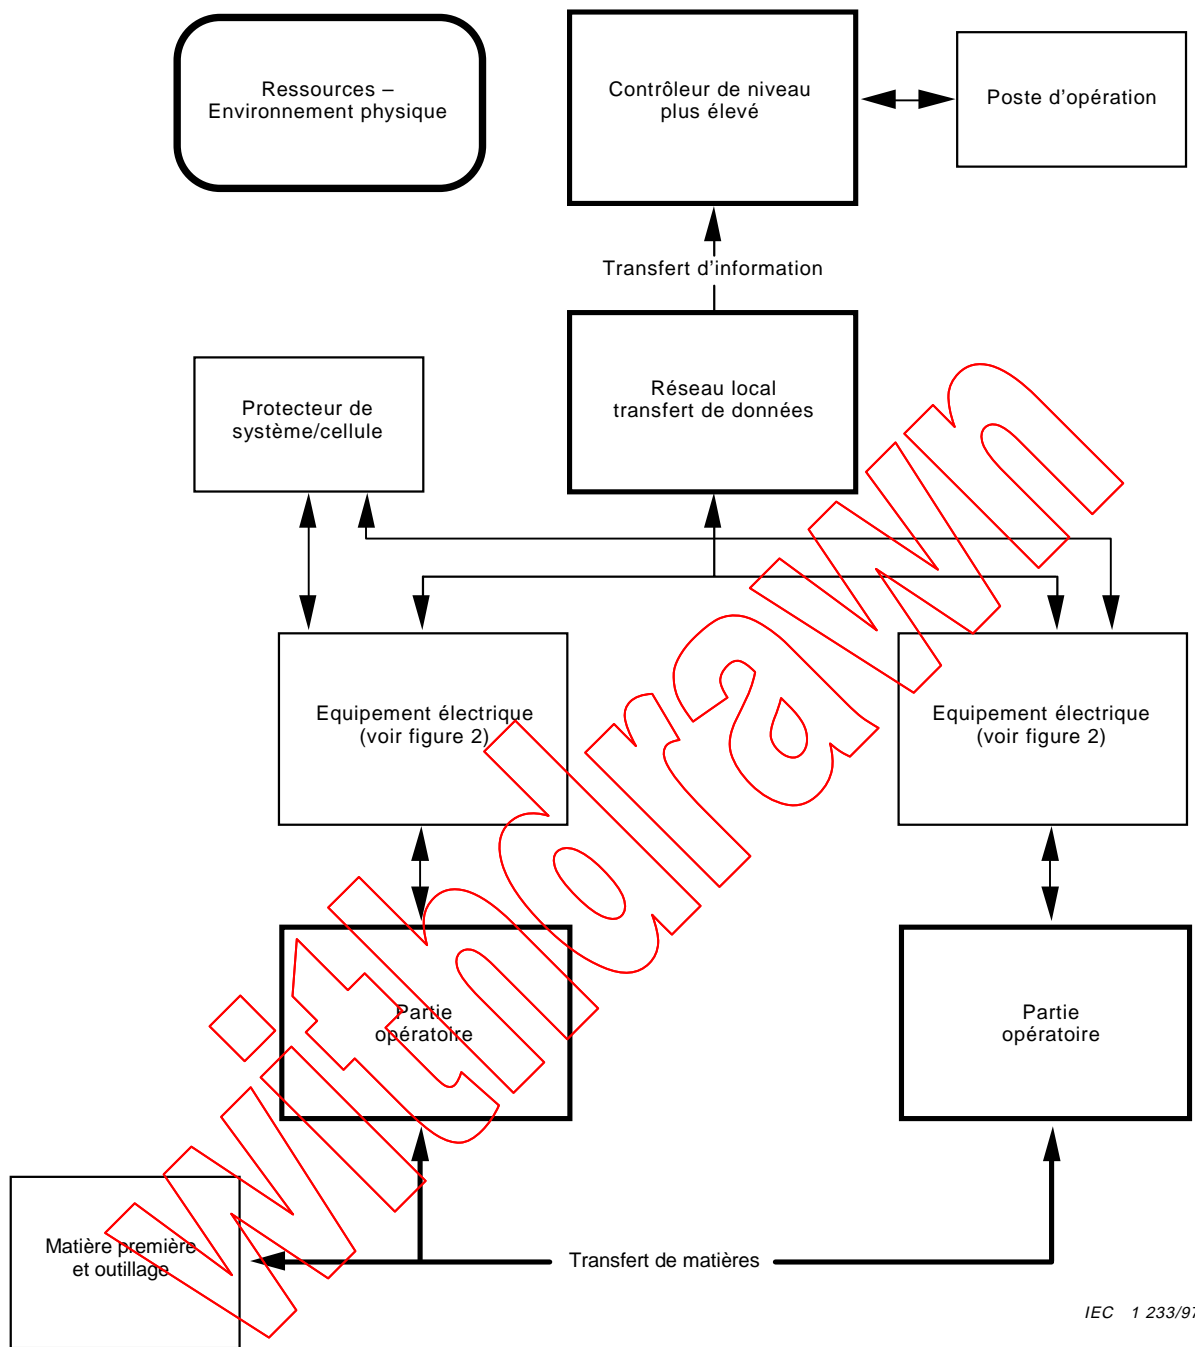 Ressources –
Environnement physique
Contrôleur de niveau
plus élevé
Poste d'opération
Transfert d'information
Réseau local
transfert de données
Protecteur de
système/cellule
Equipement électrique
(voir figure 2)
Equipement électrique
(voir figure 2)
Partie
opératoire
Partie
opératoire
Matière première
et outillage
Transfert de matières
IEC 1 233/97
Withdrawn